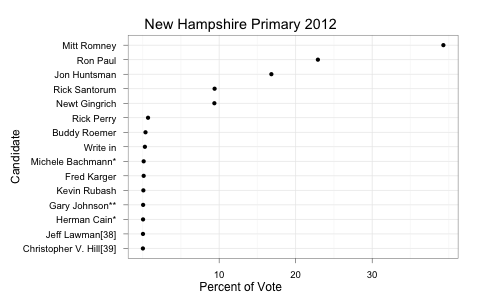 New Hampshire Primary 2012
Candidate
Mitt Romney
Ron Paul
Jon Huntsman
Rick Santorum
Newt Gingrich
Rick Perry
Buddy Roemer
Write in
Michele Bachmann*
Fred Karger
Kevin Rubash
Gary Johnson**
Herman Cain*
Jeff Lawman[38]
Christopher V. Hill[39]
10 20 30
Percent of Vote